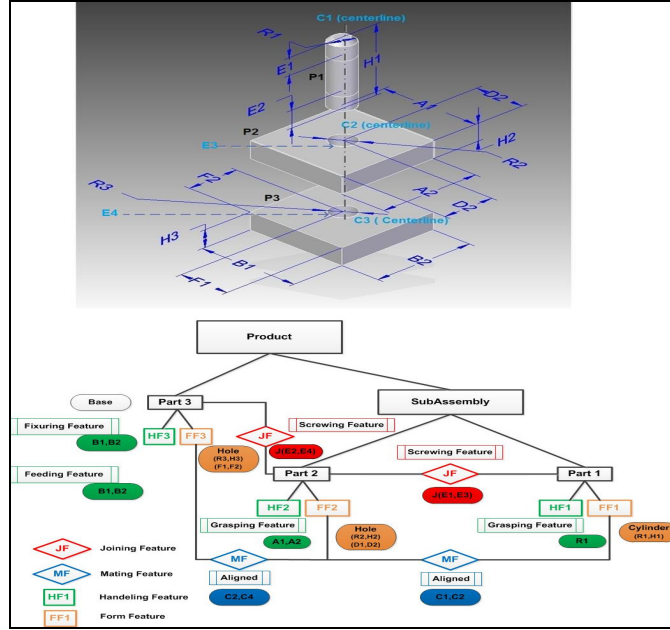 C1 (centerline)
R1
E1
H1
P1
E2
A1
D2
C2 (centerline)
P2
E3
H2
R2
F2
R3
P3
A2
D2
E4
C3 ( Centerline)
H3
B1
B2
F1
Product
Base
Part 3
SubAssembly
Fixuring Feature
B1,B2
HF3
FF3
Hole
(R3,H3)
(F1,F2)
JF
Screwing Feature
J(E2,E4)
Screwing Feature
Feeding Feature
B1,B2
Part 2
JF
J(E1,E3)
Part 1
HF2
FF2
HF1
FF1
Grasping Feature
A1,A2
Hole
(R2,H2)
(D1,D2)
Grasping Feature
R1
Cylinder
(R1,H1)
JF
Joining Feature
MF
Mating Feature
HF1
Handeling Feature
FF1
Form Feature
MF
Aligned
C2,C4
MF
Aligned
C1,C2